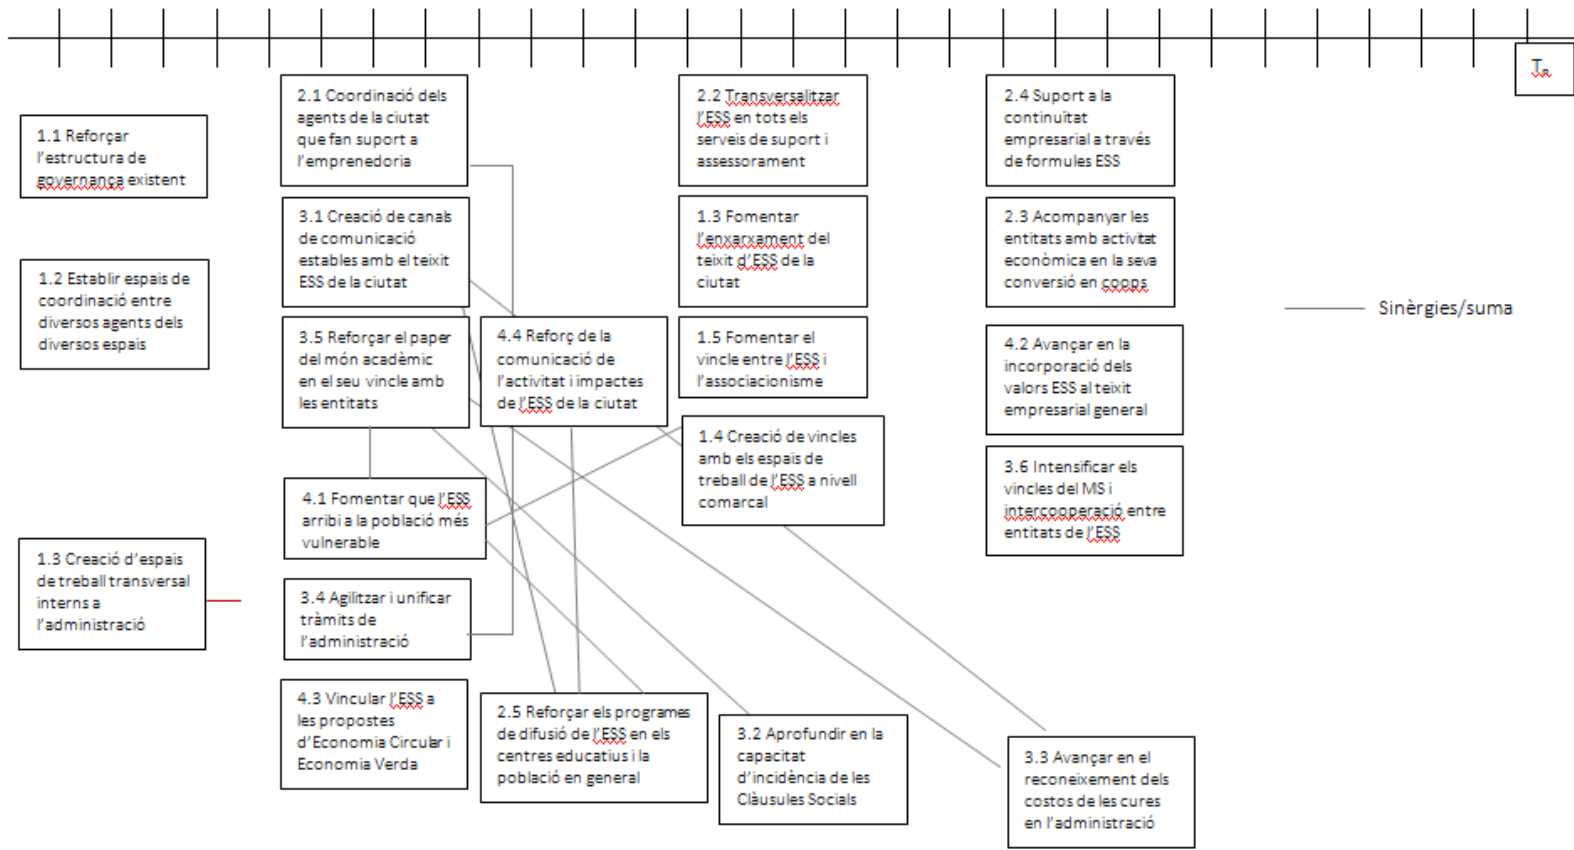 T₀
1.1 Reforçar
l'estructura de
governança existent
1.2 Establir espais de
coordinació entre
diversos agents dels
diversos espais
1.3 Creació d'espais
de treball transversal
interns a
l'administració
2.1 Coordinació dels
agents de la ciutat
que fan suport a
l'emprenedoria
3.1 Creació de canals
de comunicació
estables amb el teixit
ESS de la ciutat
3.5 Reforçar el paper
del món acadèmic
en el seu vincle amb
les entitats
4.1 Fomentar que l'ESS
arribi a la població més
vulnerable
3.4 Agilitzar i unificar
tràmits de
l'administració
4.3 Vincular l'ESS a
les propostes
d'Economia Circular i
Economia Verda
4.4 Reforç de la
comunicació de
l'activitat i impactes
de l'ESS de la ciutat
2.5 Reforçar els programes
de difusió de l'ESS en els
centres educatius i la
població en general
2.2 Transversalitzar
l'ESS en tots els
serveis de suport i
assessorament
1.3 Fomentar
l'enxarxament del
teixit d'ESS de la
ciutat
1.5 Fomentar el
vincle entre l'ESS i
l'associacionisme
1.4 Creació de vincles
amb els espais de
treball de l'ESS a nivell
comarcal
3.2 Aprofundir en la
capacitat
d'incidència de les
Clàusules Socials
2.4 Suport a la
continuïtat
empresarial a través
de formules ESS
2.3 Acompanyar les
entitats amb activitat
econòmica en la seva
conversió en coops
4.2 Avançar en la
incorporació dels
valors ESS al teixit
empresarial general
3.6 Intensificar els
vincles del MS i
intercooperació entre
entitats de l'ESS
3.3 Avançar en el
reconeixement dels
costos de les cures
en l'administració
Sinèrgies/suma